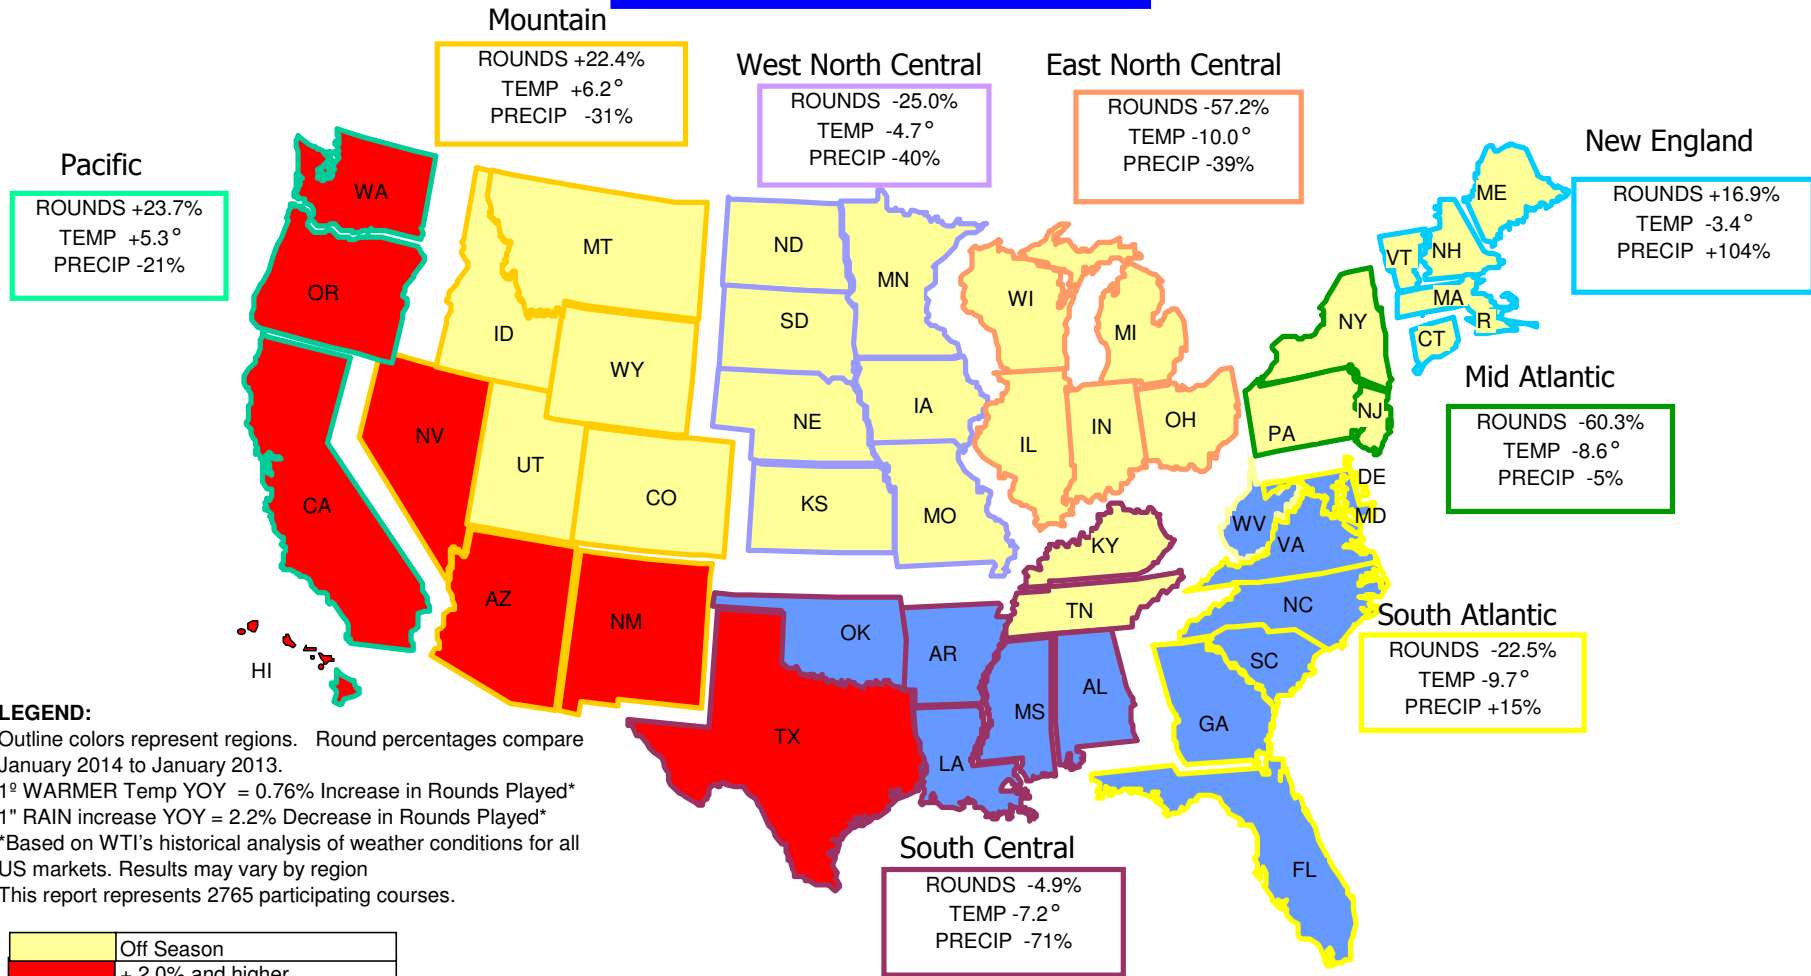 Mountain
ROUNDS +22.4%
TEMP +6.2°
PRECIP -31%
West North Central
ROUNDS -25.0%
TEMP -4.7°
PRECIP -40%
East North Central
ROUNDS -57.2%
TEMP -10.0°
PRECIP -39%
New England
ROUNDS +16.9%
TEMP -3.4°
PRECIP +104%
Pacific
ROUNDS +23.7%
TEMP +5.3°
PRECIP -21%
Mid Atlantic
ROUNDS -60.3%
TEMP -8.6°
PRECIP -5%
South Atlantic
ROUNDS -22.5%
TEMP -9.7°
PRECIP +15%
South Central
ROUNDS -4.9%
TEMP -7.2°
PRECIP -71%
WA
OR
CA
HI
MT
ID
WY
NV
UT
CO
AZ
NM
ND
SD
NE
KS
MN
IA
MO
WI
MI
IL
IN
OH
KY
TN
OK
AR
TX
LA
MS
AL
NY
PA
NJ
ME
VT
NH
MA
CT
R
DE
MD
WV
VA
NC
SC
GA
FL
LEGEND:
Outline colors represent regions. Round percentages compare
January 2014 to January 2013.
1º WARMER Temp YOY = 0.76% Increase in Rounds Played*
1" RAIN increase YOY = 2.2% Decrease in Rounds Played*
*Based on WTI's historical analysis of weather conditions for all
US markets. Results may vary by region
This report represents 2765 participating courses.
Off Season
+ 2.0% and higher